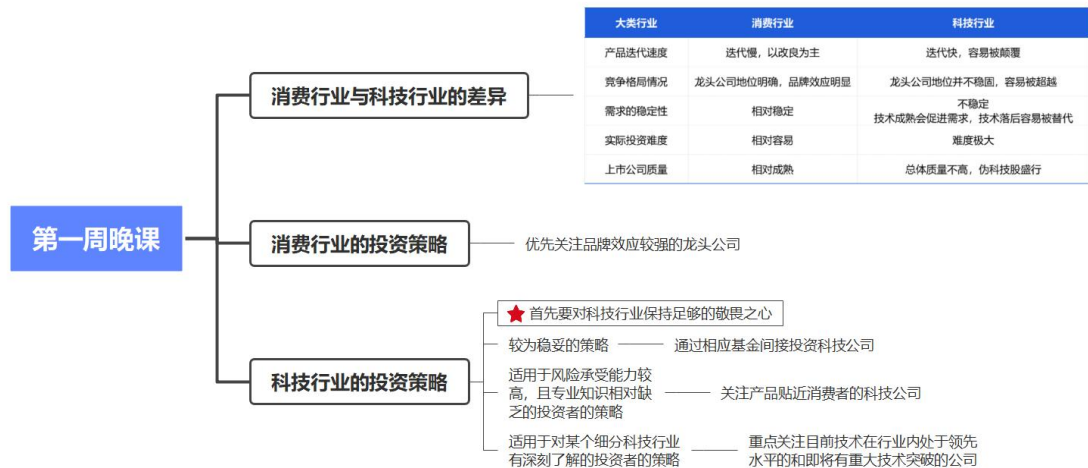 第一周晚课
消费行业与科技行业的差异
大类行业 消费行业 科技行业
产品迭代速度 迭代慢，以改良为主 迭代快，容易被颠覆
竞争格局情况 龙头公司地位明确，品牌效应明显 龙头公司地位并不稳固，容易被超越
需求的稳定性 相对稳定 不稳定
技术成熟会促进需求，技术落后容易被替代
实际投资难度 相对容易 难度极大
上市公司质量 相对成熟 总体质量不高，伪科技股盛行
消费行业的投资策略
优先关注品牌效应较强的龙头公司
科技行业的投资策略
首先要对科技行业保持足够的敬畏之心
较为稳妥的策略
通过相应基金间接投资科技公司
适用于风险承受能力较
高，且专业知识相对缺
乏的投资者的策略
关注产品贴近消费者的科技公司
适用于对某个细分科技行业
有深刻了解的投资者的策略
重点关注目前技术在行业内处于领先
水平的和即将有重大技术突破的公司